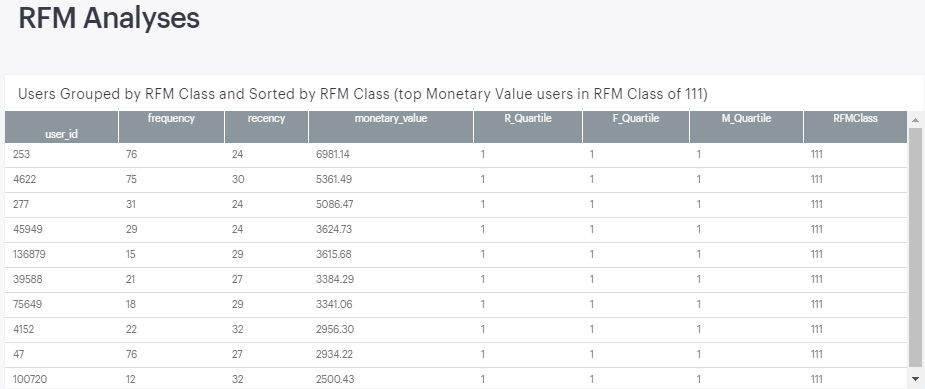 RFM Analyses
Users Grouped by RFM Class and Sorted by RFM Class (top Monetary Value users in RFM Class of 111)
user_id frequency recency monetary_value R_Quartile F_Quartile M_Quartile RFMClass
253 76 24 6981.14 1 1 1 111
4622 75 30 5361.49 1 1 1 111
277 31 24 5086.47 1 1 1 111
45949 29 24 3624.73 1 1 1 111
136879 15 29 3615.68 1 1 1 111
39588 21 27 3384.29 1 1 1 111
75649 18 29 3341.06 1 1 1 111
4152 22 32 2956.30 1 1 1 111
47 76 27 2934.22 1 1 1 111
100720 12 32 2500.43 1 1 1 111